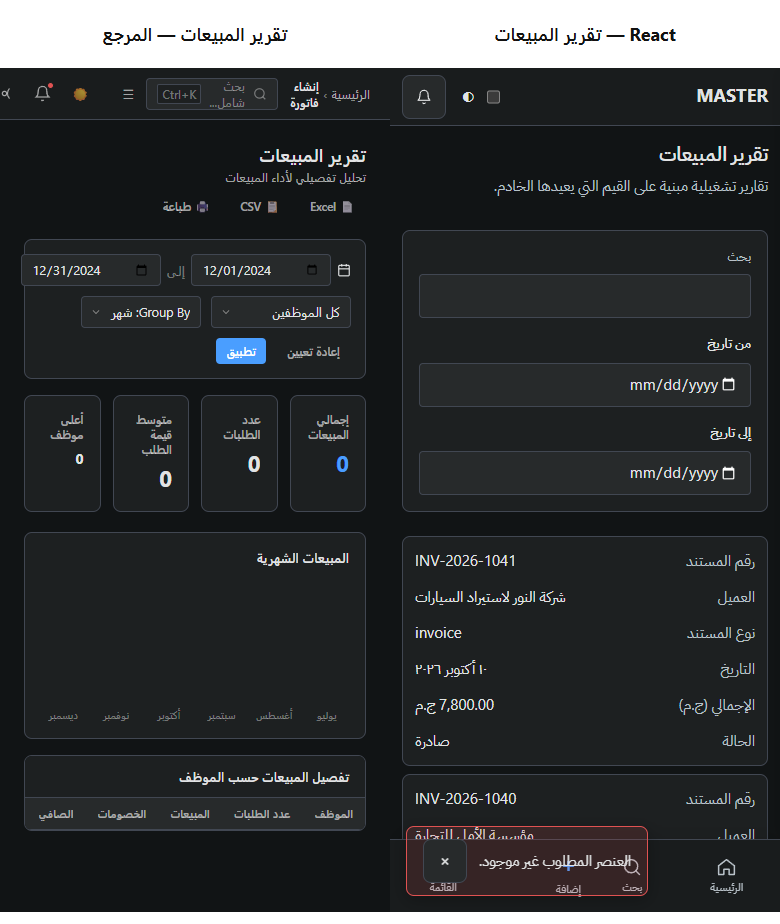 React — تقرير المبيعات
MASTER
تقرير المبيعات
تقارير تشغيلية مبنية على القيم التي يعيدها الخادم.
بحث
من تاريخ
mm/dd/yyyy
إلى تاريخ
mm/dd/yyyy
رقم المستند INV-2026-1041
العميل شركة النور لاستيراد السيارات
نوع المستند invoice
التاريخ ١٠ أكتوبر ٢٠٢٦
الإجمالي (ج.م) 7,800.00 ج.م
الحالة صادرة
رقم المستند INV-2026-1040
العميل مؤسسة الأمل للتجارة
العنصر المطلوب غير موجود. ×
الرئيسية بحث إضافة القائمة
تقرير المبيعات — المرجع
الرئيسية › إنشاء فاتورة
بحث شامل... Ctrl+K
تقرير المبيعات
تحليل تفصيلي لأداء المبيعات
Excel CSV طباعة
12/01/2024 إلى 12/31/2024
كل الموظفين Group By: شهر
إعادة تعيين تطبيق
إجمالي المبيعات
0
عدد الطلبات
0
متوسط قيمة الطلب
0
أعلى موظف
0
المبيعات الشهرية
يوليو أغسطس سبتمبر أكتوبر نوفمبر ديسمبر
تفصيل المبيعات حسب الموظف
الموظف عدد الطلبات المبيعات الخصومات الصافي